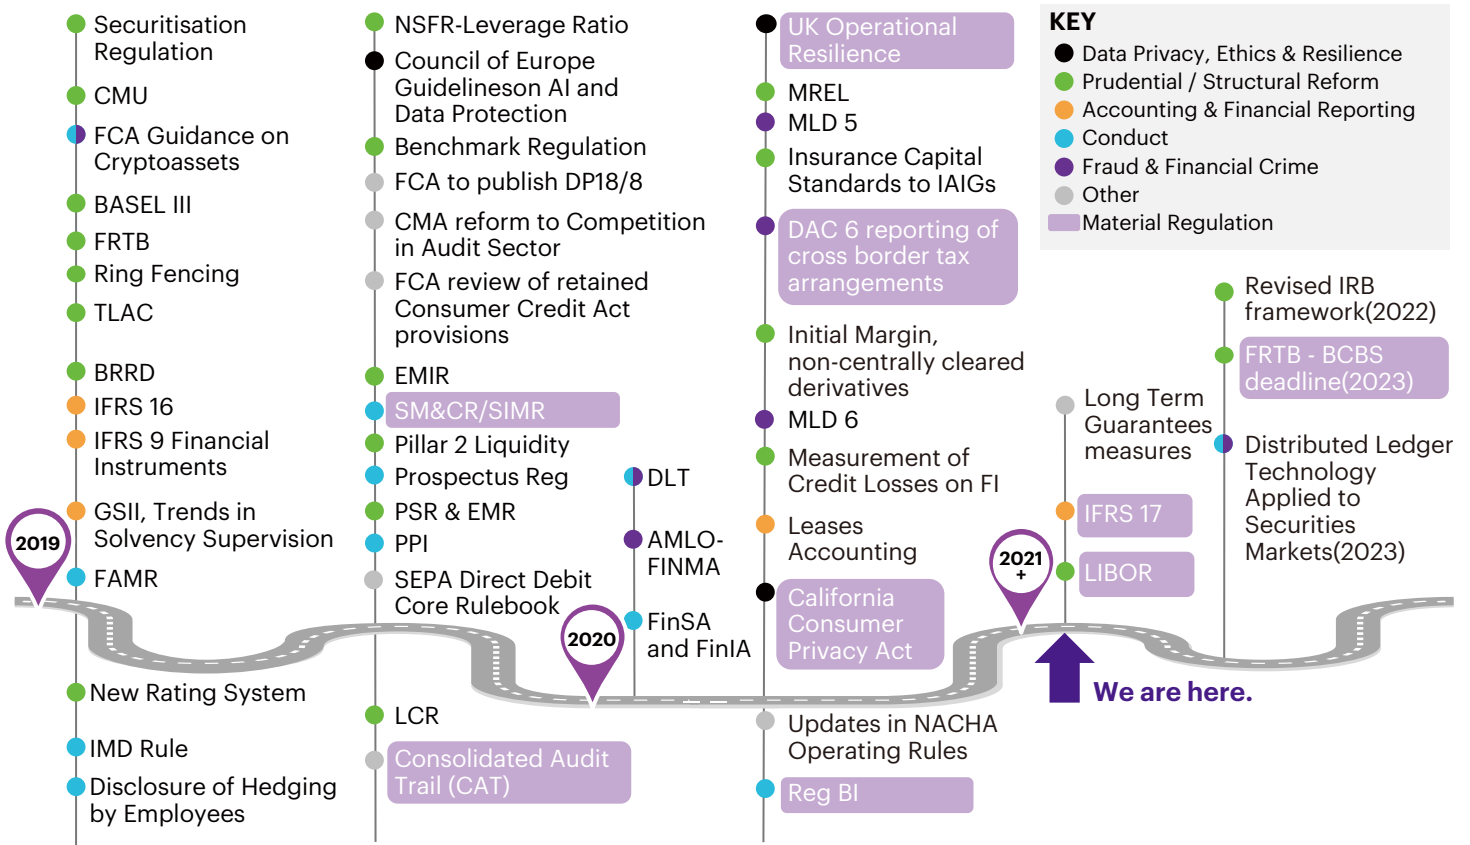 Securitisation
Regulation
CMU
FCA Guidance on
Cryptoassets
BASEL III
FRTB
Ring Fencing
TLAC
BRRD
IFRS 16
IFRS 9 Financial
Instruments
GSII, Trends in
Solvency Supervision
2019
FAMR
New Rating System
IMD Rule
Disclosure of Hedging
by Employees
NSFR-Leverage Ratio
Council of Europe
Guidelineson AI and
Data Protection
Benchmark Regulation
FCA to publish DP18/8
CMA reform to Competition
in Audit Sector
FCA review of retained
Consumer Credit Act
provisions
EMIR
SM&CR/SIMR
Pillar 2 Liquidity
Prospectus Reg
PSR & EMR
PPI
SEPA Direct Debit
Core Rulebook
LCR
Consolidated Audit
Trail (CAT)
2020
DLT
AMLO-
FINMA
FinSA
and FinIA
UK Operational
Resilience
MREL
MLD 5
Insurance Capital
Standards to IAIGs
DAC 6 reporting of
cross border tax
arrangements
Initial Margin,
non-centrally cleared
derivatives
MLD 6
Measurement of
Credit Losses on FI
Leases
Accounting
California
Consumer
Privacy Act
Updates in NACHA
Operating Rules
Reg BI
KEY
Data Privacy, Ethics & Resilience
Prudential / Structural Reform
Accounting & Financial Reporting
Conduct
Fraud & Financial Crime
Other
Material Regulation
2021
+
Long Term
Guarantees
measures
IFRS 17
LIBOR
We are here.
Revised IRB
framework(2022)
FRTB - BCBS
deadline(2023)
Distributed Ledger
Technology
Applied to
Securities
Markets(2023)